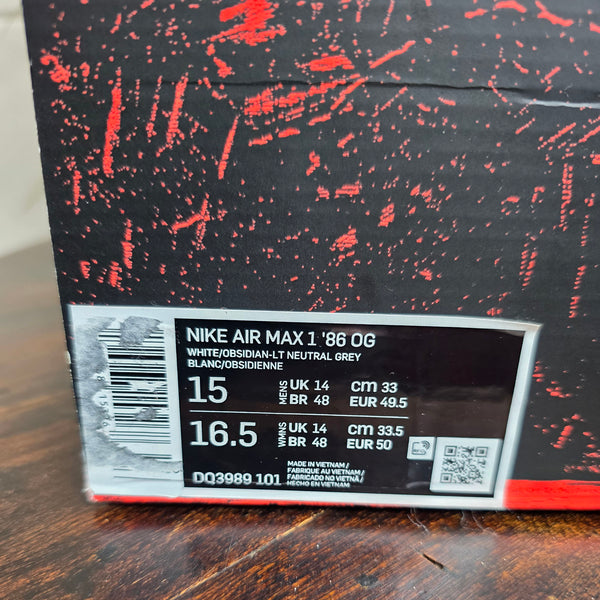 NIKE AIR MAX 1 '86 OG
WHITE/OBSIDIAN-LT NEUTRAL GREY
BLANC/OBSIDIENNE
15 MENS UK 14 CM 33
BR 48 EUR 49.5
16.5 WMNS UK 14 CM 33.5
BR 48 EUR 50
DQ3989 101
MADE IN VIETNAM /
FABRIQUE AU VIETNAM /
FABRICADO NO VIETNÃ /
HECHO EN VIETNAM